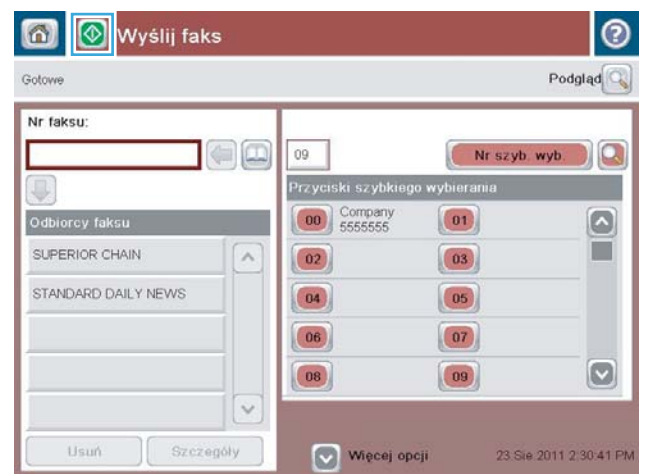 Wyślij faks
?
Gotowe
Podgląd
Nr faksu:
09
Nr szyb. wyb.
Przyciski szybkiego wybierania
00 Company 01
5555555
02 03
04 05
06 07
08 09
Odbiorcy faksu
SUPERIOR CHAIN
STANDARD DAILY NEWS
Usuń Szczegóły
Więcej opcji
23 Sie 2011 2:30:41 PM